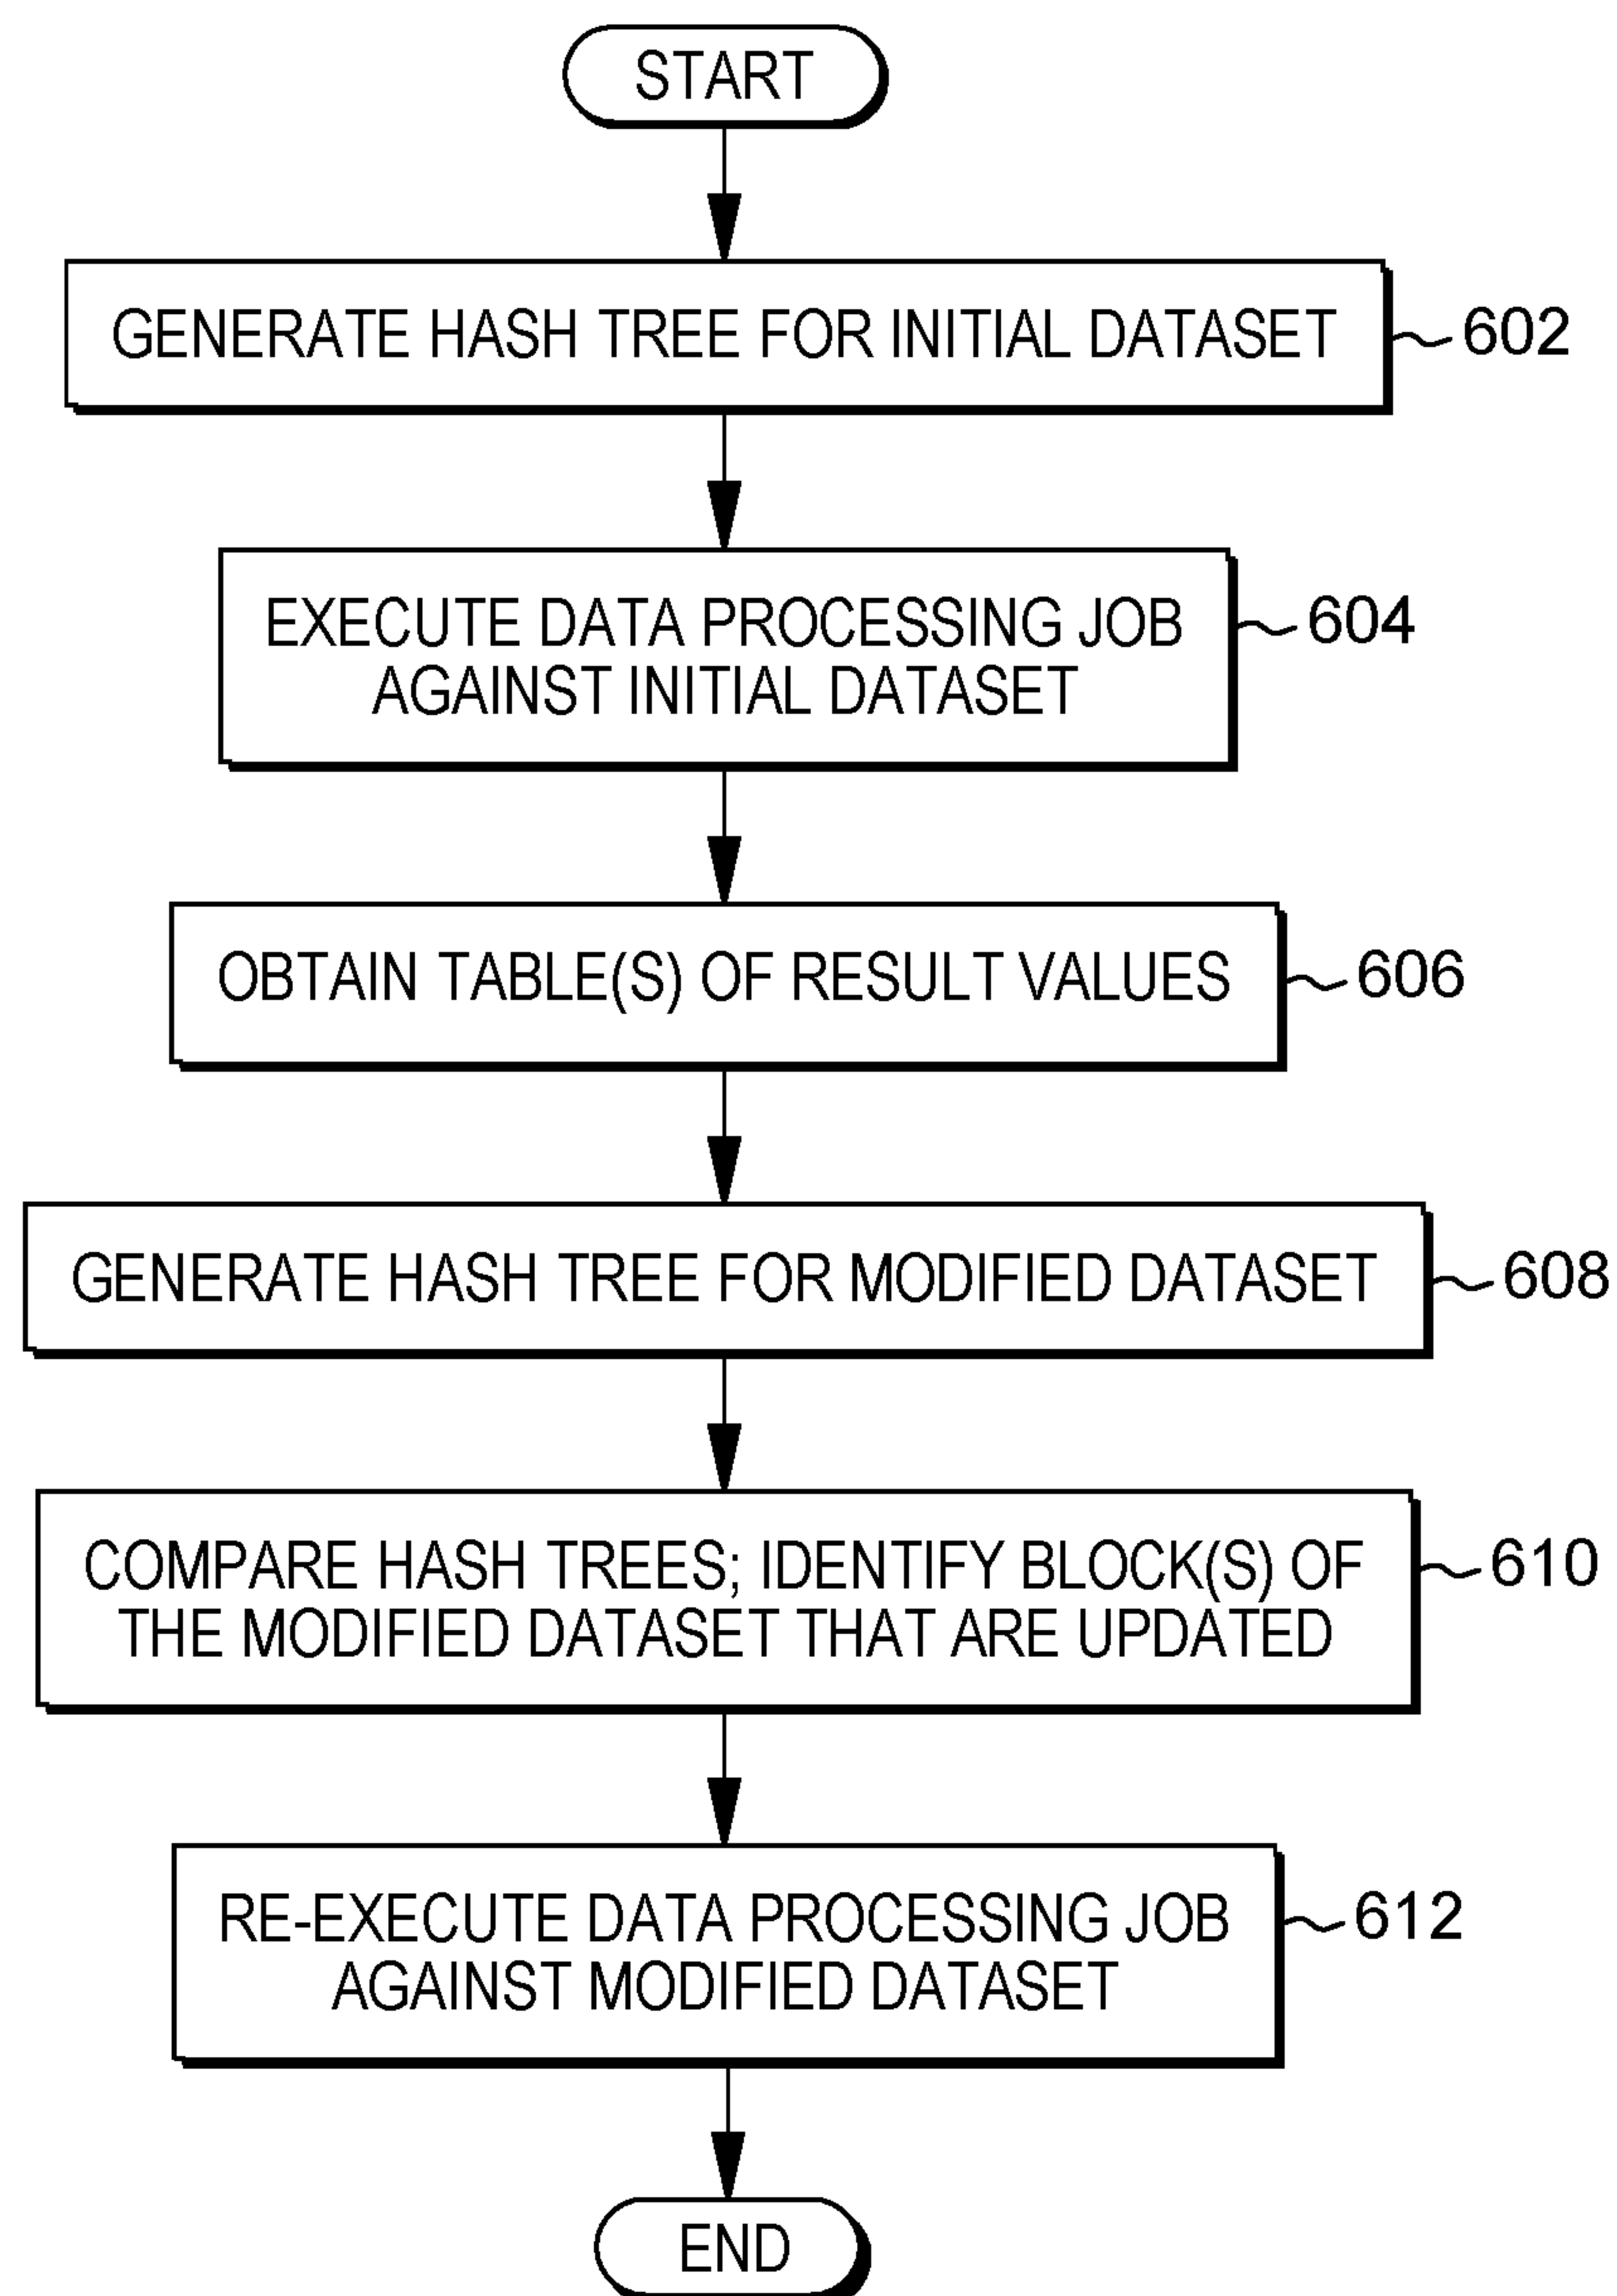 START
GENERATE HASH TREE FOR INITIAL DATASET
602
EXECUTE DATA PROCESSING JOB
AGAINST INITIAL DATASET
604
OBTAIN TABLE(S) OF RESULT VALUES
606
GENERATE HASH TREE FOR MODIFIED DATASET
608
COMPARE HASH TREES; IDENTIFY BLOCK(S) OF
THE MODIFIED DATASET THAT ARE UPDATED
610
RE-EXECUTE DATA PROCESSING JOB
AGAINST MODIFIED DATASET
612
END